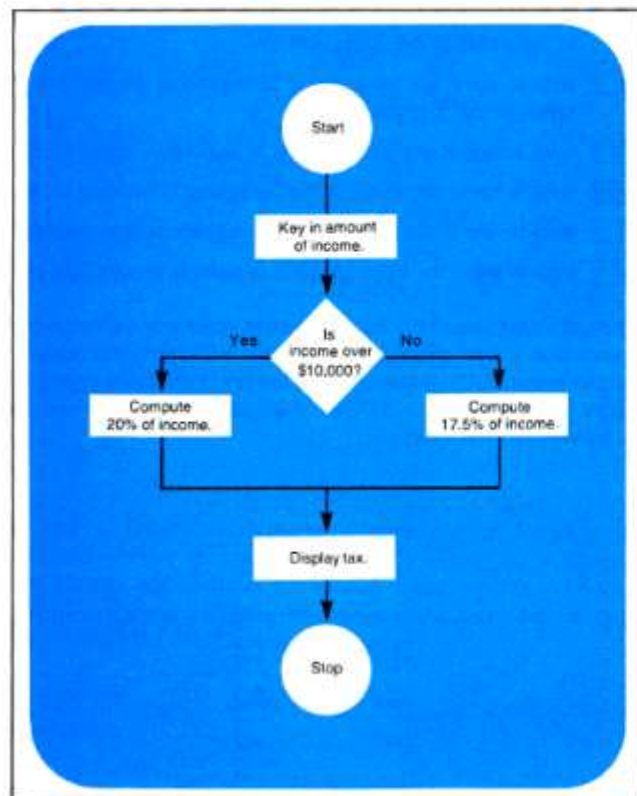 Start
Key in amount
of income.
Is
income over
$10,000?
Yes
No
Compute
20% of income.
Compute
17.5% of income.
Display tax.
Stop